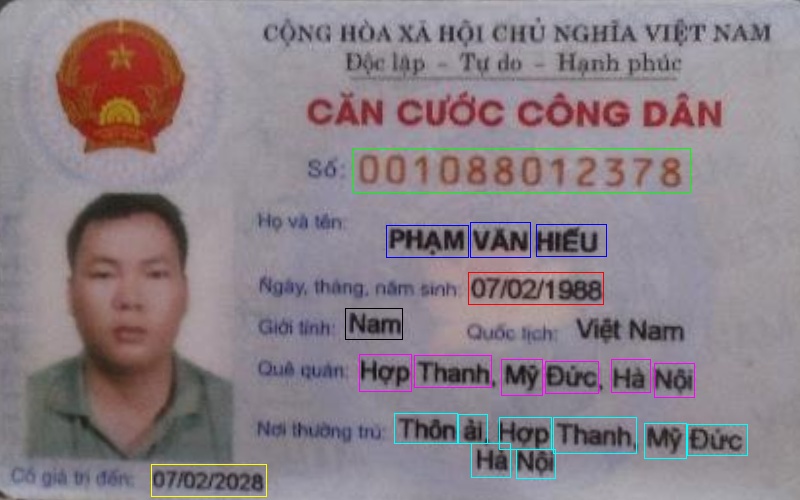 CỘNG HÒA XÃ HỘI CHỦ NGHĨA VIỆT NAM
Độc lập - Tự do - Hạnh phúc
CĂN CƯỚC CÔNG DÂN
Số: 001088012378
Họ và tên: PHẠM VĂN HIẾU
Ngày, tháng, năm sinh: 07/02/1988
Giới tính: Nam Quốc tịch: Việt Nam
Quê quán: Hợp Thanh, Mỹ Đức, Hà Nội
Nơi thường trú: Thôn ải, Hợp Thanh, Mỹ Đức
Hà Nội
Có giá trị đến: 07/02/2028